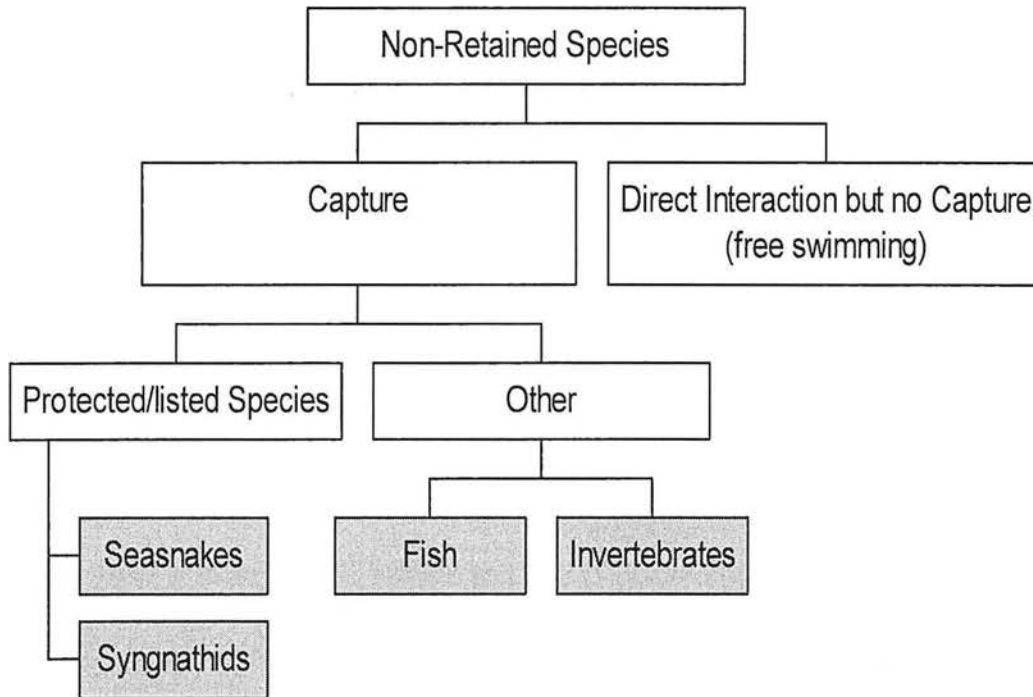 Non-Retained Species
Capture
Direct Interaction but no Capture
(free swimming)
Protected/listed Species
Other
Seasnakes
Fish
Invertebrates
Syngnathids